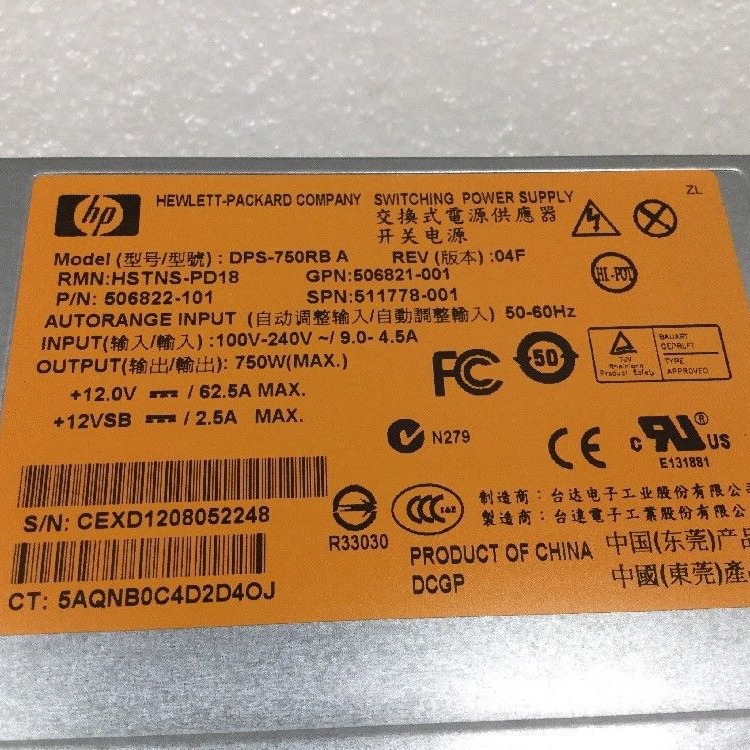 hp HEWLETT-PACKARD COMPANY SWITCHING POWER SUPPLY ZL
交換式電源供應器
开关电源
Model (型号/型號) : DPS-750RB A REV (版本) :04F
RMN:HSTNS-PD18 GPN:506821-001
HI-POT
P/N: 506822-101 SPN:511778-001
AUTORANGE INPUT (自动调整输入/自動調整輸入) 50-60Hz
INPUT(输入/輸入) :100V-240V ~/ 9.0- 4.5A
OUTPUT(输出/輸出): 750W(MAX.)
+12.0V ⎓ / 62.5A MAX.
+12VSB ⎓ / 2.5A MAX.
FC 50
TÜV Rheinland Product Safety
BAUART GEPRUFT
TYPE APPROVED
N279 CE c RU ® US
E131881
S/N: CEXD1208052248
R33030
CCC S&E
制造商：台达电子工业股份有限公
製造商：台達電子工業股份有限公
PRODUCT OF CHINA 中国(东莞)产品
DCGP 中國(東莞)產
CT: 5AQNB0C4D2D4OJ